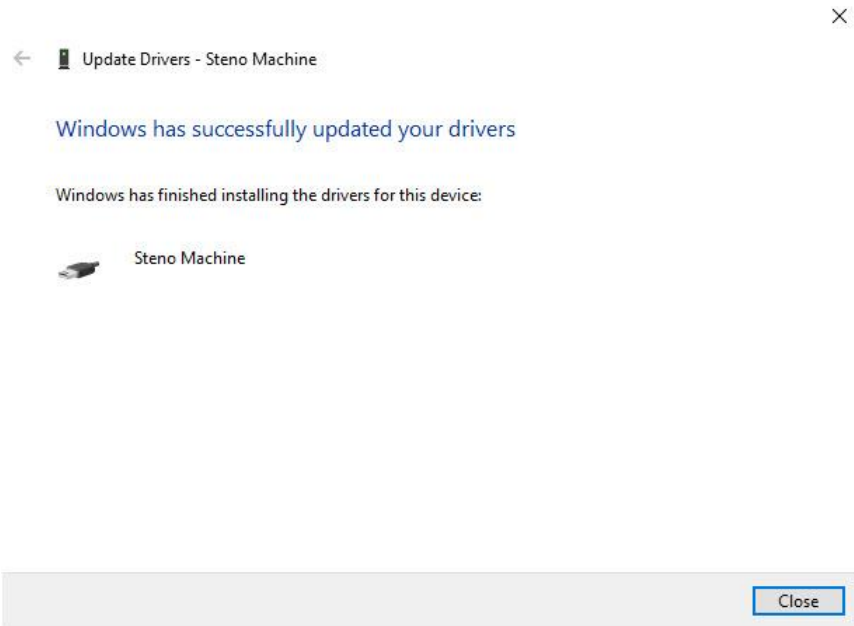 Update Drivers - Steno Machine
Windows has successfully updated your drivers
Windows has finished installing the drivers for this device:
Steno Machine
Close